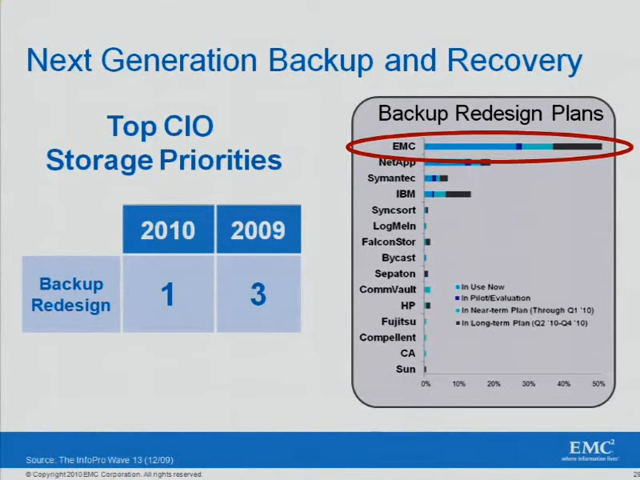 Next Generation Backup and Recovery
Top CIO
Storage Priorities
2010 2009
Backup
Redesign
1 3
Backup Redesign Plans
EMC
NetApp
Symantec
IBM
Syncsort
LogMeIn
FalconStor
Bycast
Sepaton
CommVault
HP
Fujitsu
Compellent
CA
Sun
In Use Now
In Pilot/Evaluation
In Near-term Plan (Through Q1 '10)
In Long-term Plan (Q2 '10-Q4 '10)
0% 10% 20% 30% 40% 50%
Source: The InfoPro Wave 13 (12/09)
© Copyright 2010 EMC Corporation. All rights reserved.
EMC²
where information lives®